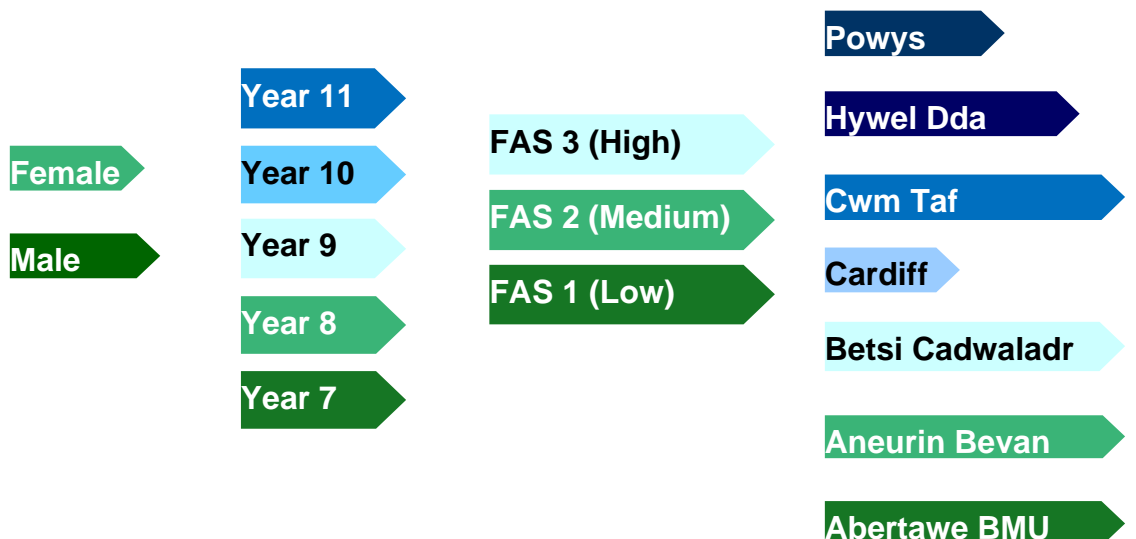 Female
Male
Year 11
Year 10
Year 9
Year 8
Year 7
FAS 3 (High)
FAS 2 (Medium)
FAS 1 (Low)
Powys
Hywel Dda
Cwm Taf
Cardiff
Betsi Cadwaladr
Aneurin Bevan
Abertawe BMU